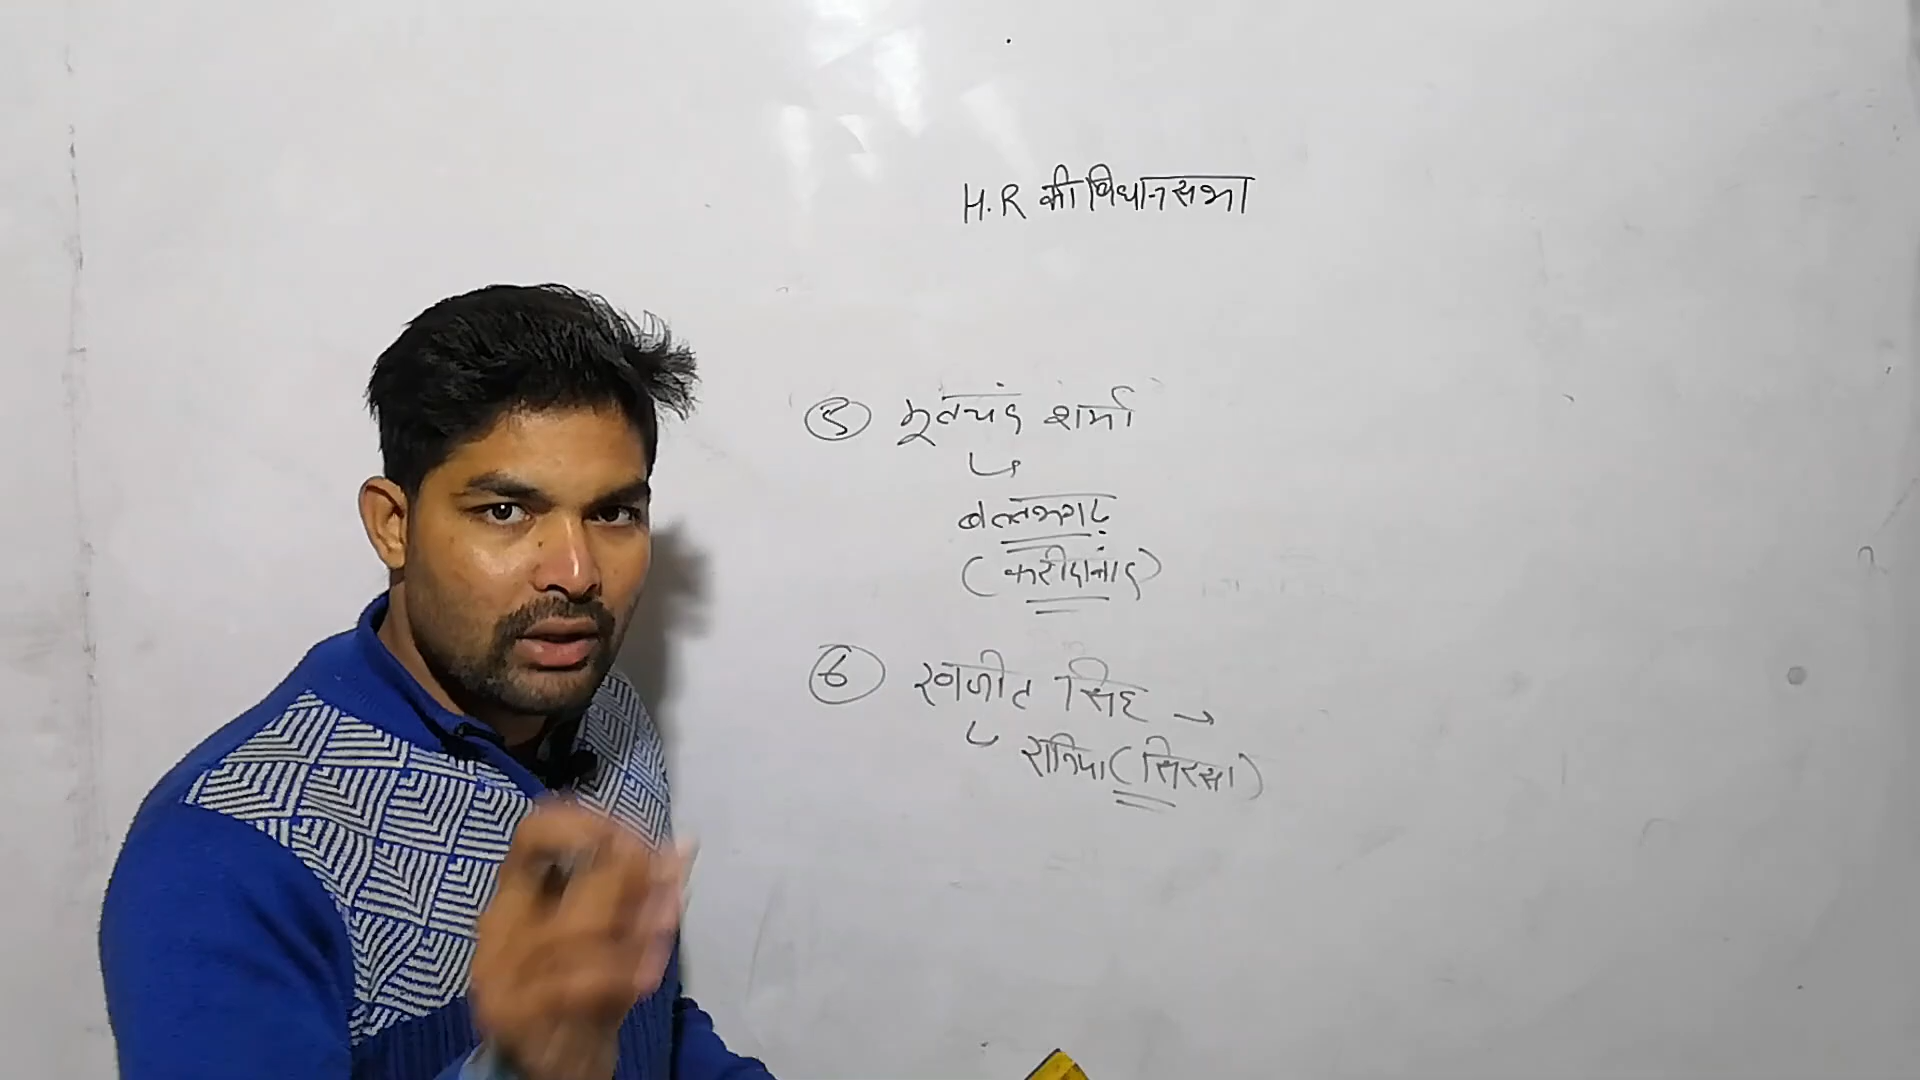 H.R की विधानसभा
⑤ मूलचंद शर्मा
बल्लभगढ़
(फरीदाबाद)
⑥ रणजीत सिंह →
रानियां (सिरसा)